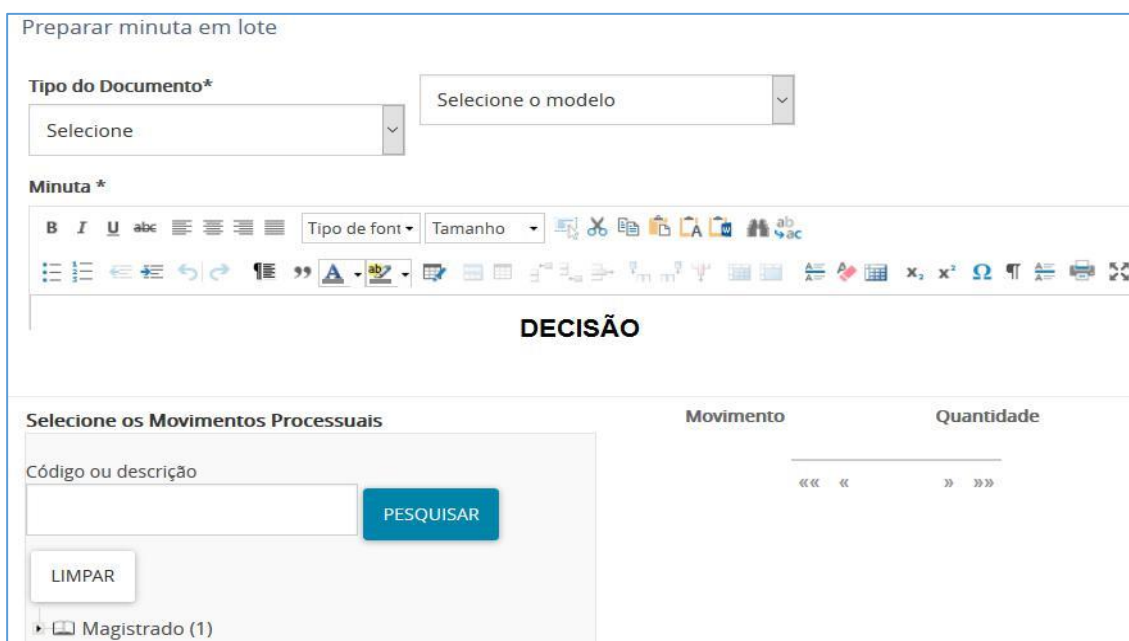 Preparar minuta em lote
Tipo do Documento*
Selecione o modelo
Selecione
Minuta *
B I U abc Tipo de font Tamanho
DECISÃO
Selecione os Movimentos Processuais
Movimento Quantidade
Código ou descrição
«« « » »»
PESQUISAR
LIMPAR
Magistrado (1)